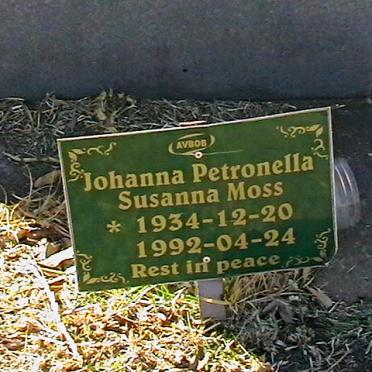 AVBOB
Johanna Petronella
Susanna Moss
* 1934-12-20
1992-04-24
Rest in peace